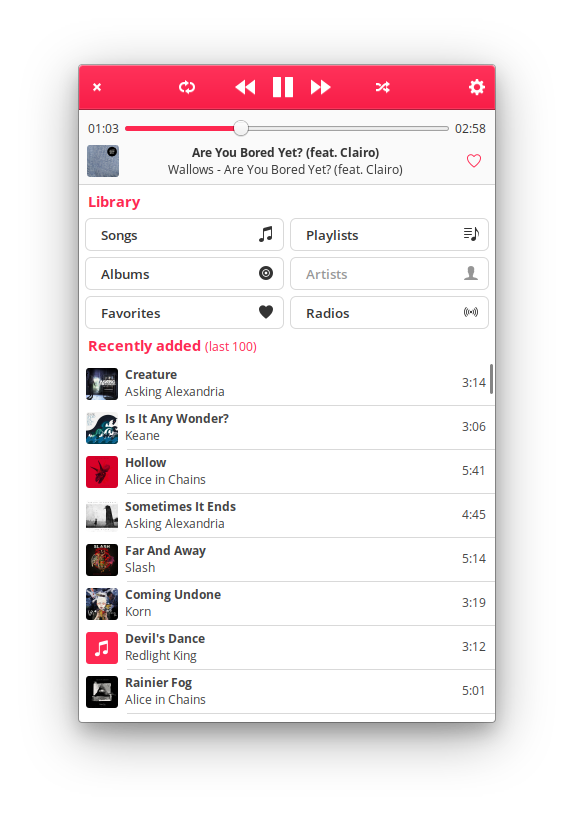 01:03
02:58
Are You Bored Yet? (feat. Clairo)
Wallows - Are You Bored Yet? (feat. Clairo)
Library
Songs
Playlists
Albums
Artists
Favorites
Radios
Recently added (last 100)
Creature
Asking Alexandria
3:14
Is It Any Wonder?
Keane
3:06
Hollow
Alice in Chains
5:41
Sometimes It Ends
Asking Alexandria
4:45
SLASH
Far And Away
Slash
5:14
Coming Undone
Korn
3:19
Devil's Dance
Redlight King
3:12
Rainier Fog
Alice in Chains
5:01